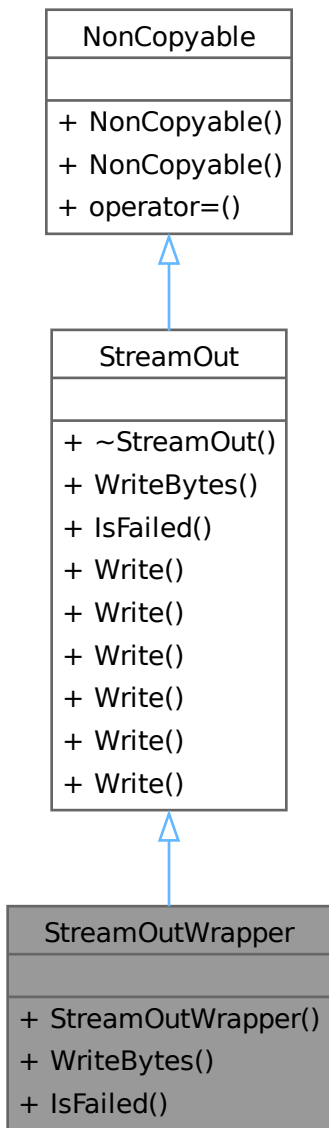 NonCopyable
+ NonCopyable()
+ NonCopyable()
+ operator=()
StreamOut
+ ~StreamOut()
+ WriteBytes()
+ IsFailed()
+ Write()
+ Write()
+ Write()
+ Write()
+ Write()
+ Write()
StreamOutWrapper
+ StreamOutWrapper()
+ WriteBytes()
+ IsFailed()